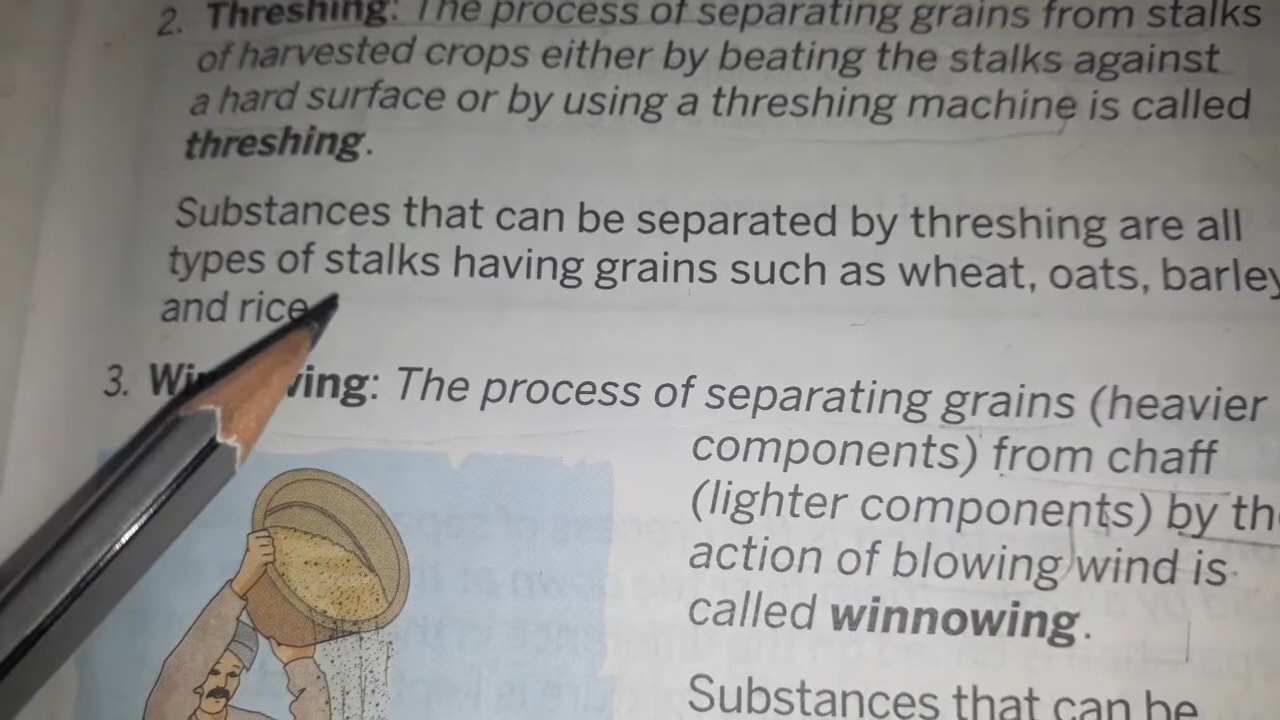 2. Threshing: The process of separating grains from stalks
of harvested crops either by beating the stalks against
a hard surface or by using a threshing machine is called
threshing.
Substances that can be separated by threshing are all
types of stalks having grains such as wheat, oats, barley
and rice
3. Wi wing: The process of separating grains (heavier
components) from chaff
(lighter components) by th
action of blowing wind is
called winnowing.
Substances that can be